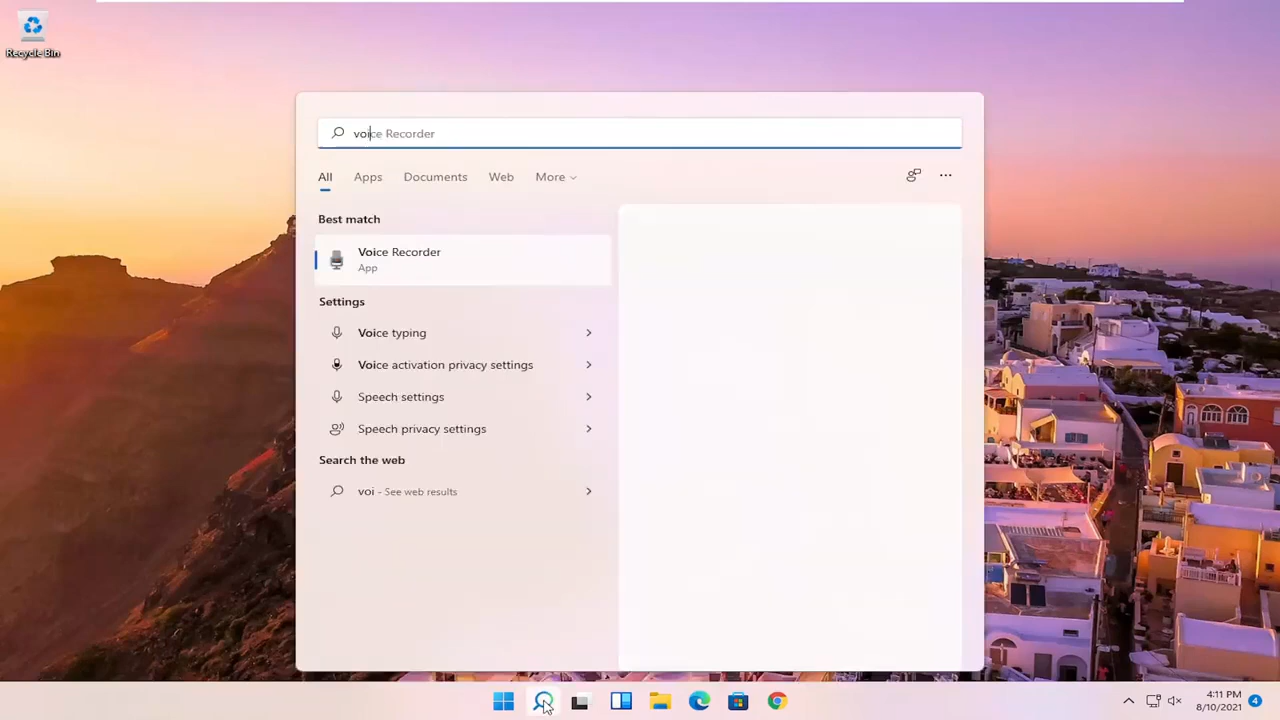 Recycle Bin
voice Recorder
All Apps Documents Web More
Best match
Voice Recorder
App
Settings
Voice typing
Voice activation privacy settings
Speech settings
Speech privacy settings
Search the web
voi - See web results
4:11 PM
8/10/2021
4